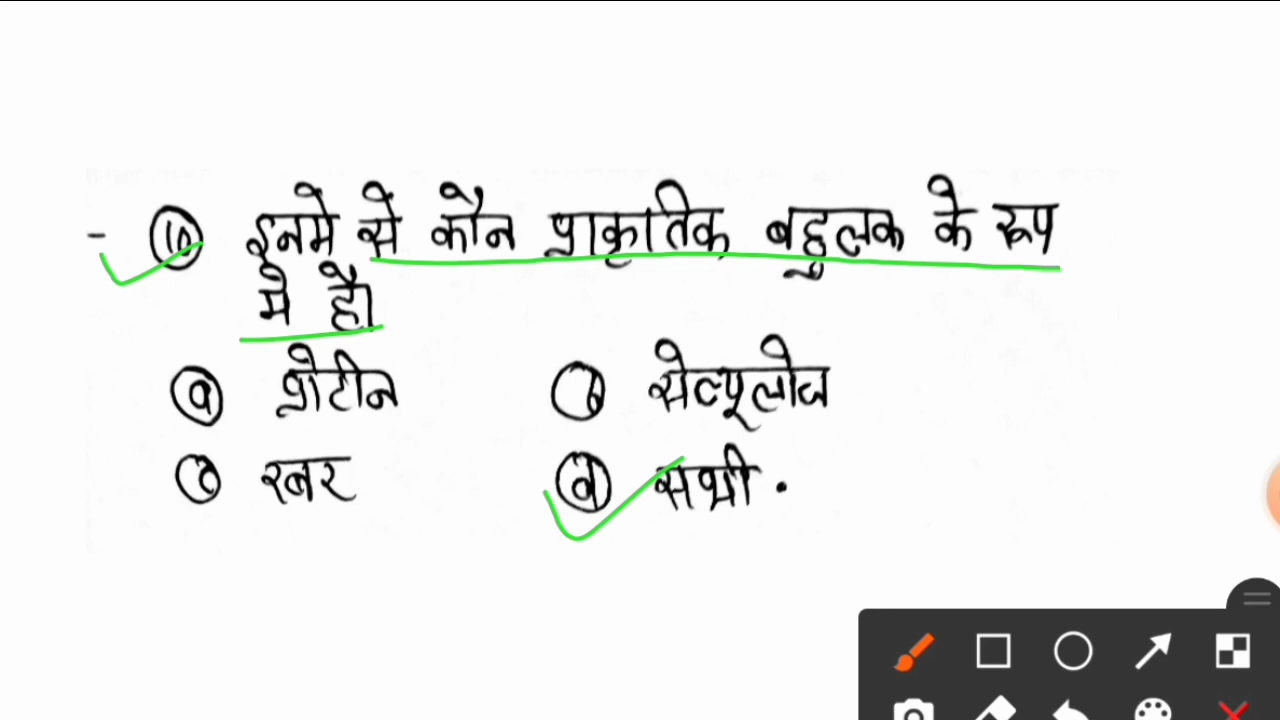 - ⑩ इनमे से कौन प्राकृतिक बहुलक के रूप
मे है।
ⓐ प्रोटीन ⓑ सेल्यूलोज
ⓒ रबर ⓓ सभी .